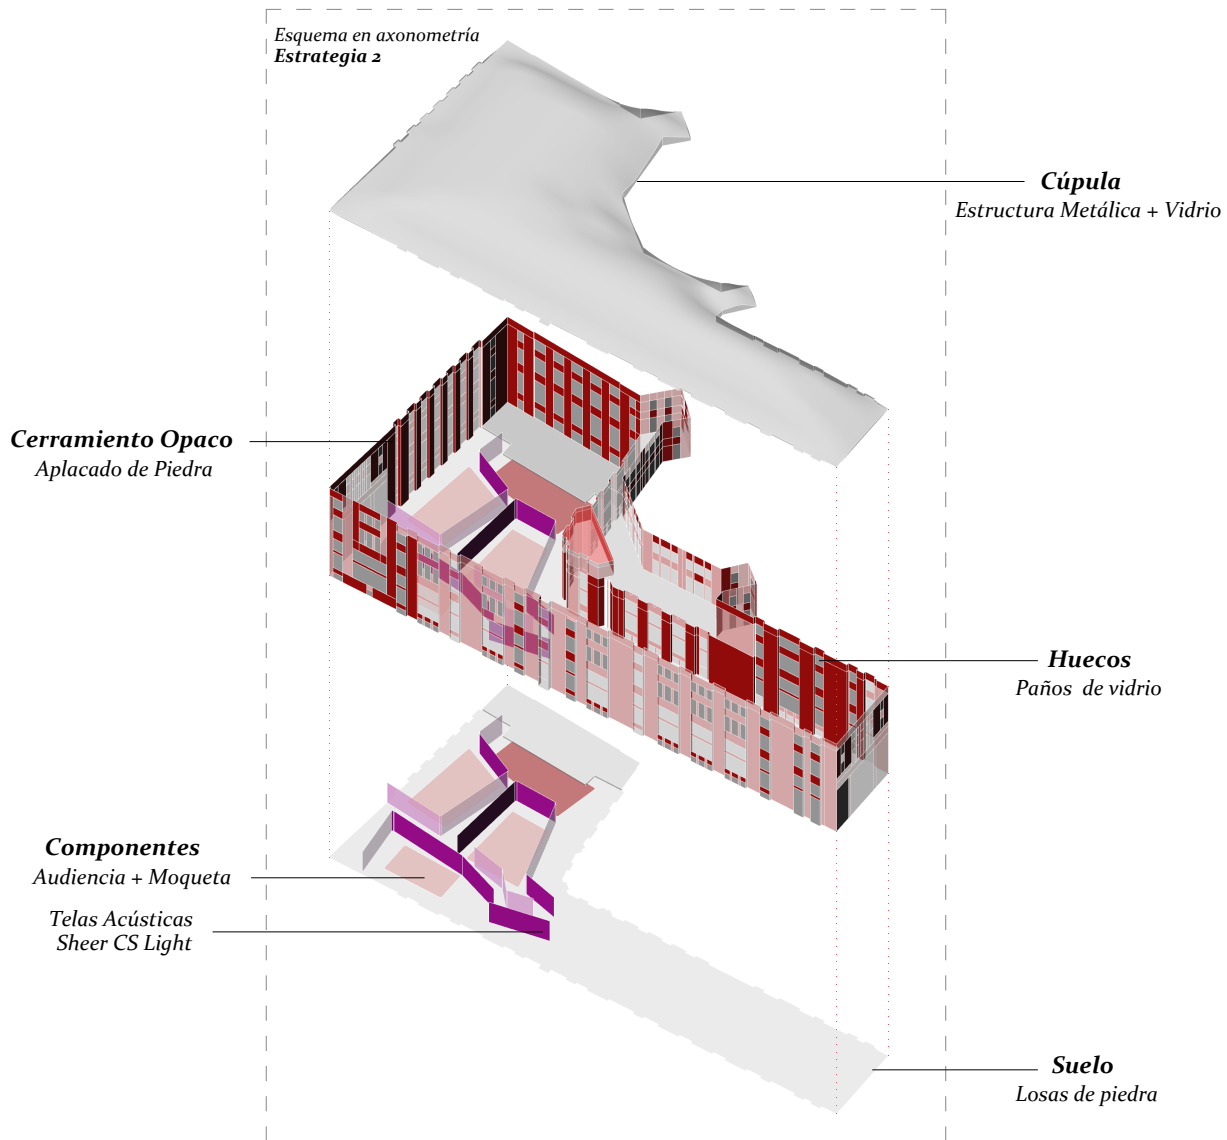 Esquema en axonometría
Estrategia 2
Cúpula
Estructura Metálica + Vidrio
Cerramiento Opaco
Aplacado de Piedra
Huecos
Paños de vidrio
Componentes
Audiencia + Moqueta
Telas Acústicas
Sheer CS Light
Suelo
Losas de piedra